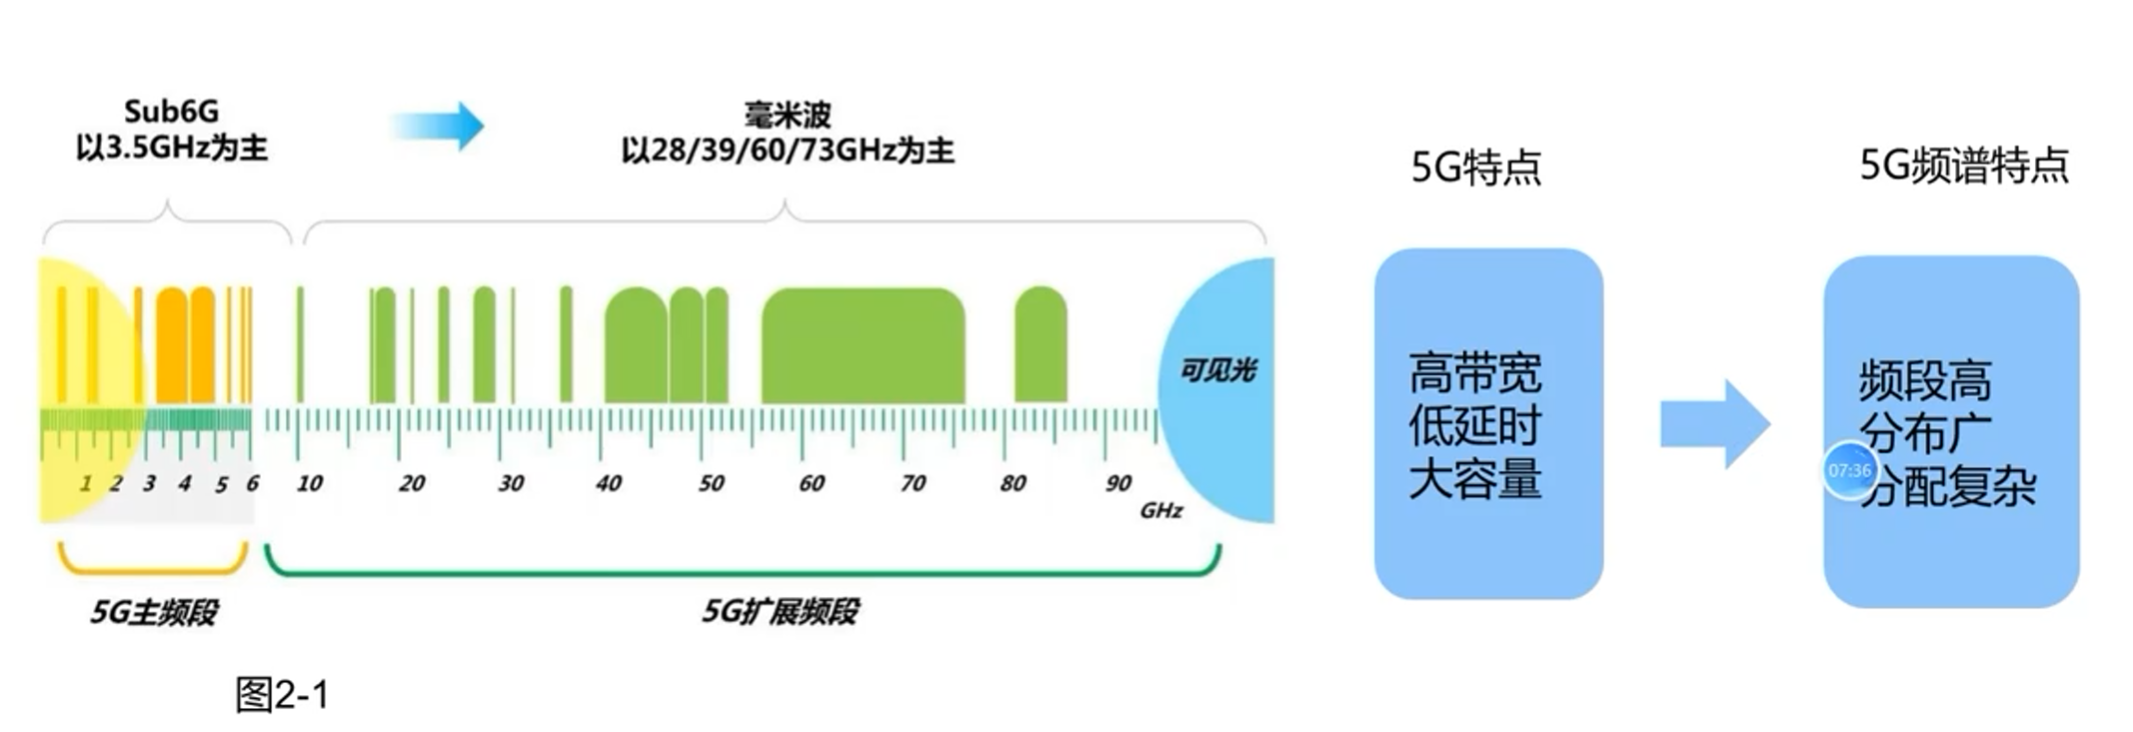 Sub6G
以3.5GHz为主
毫米波
以28/39/60/73GHz为主
可见光
1 2 3 4 5 6 10 20 30 40 50 60 70 80 90
GHz
5G主频段
5G扩展频段
图2-1
5G特点
高带宽
低延时
大容量
5G频谱特点
频段高
分布广
分配复杂
07:36